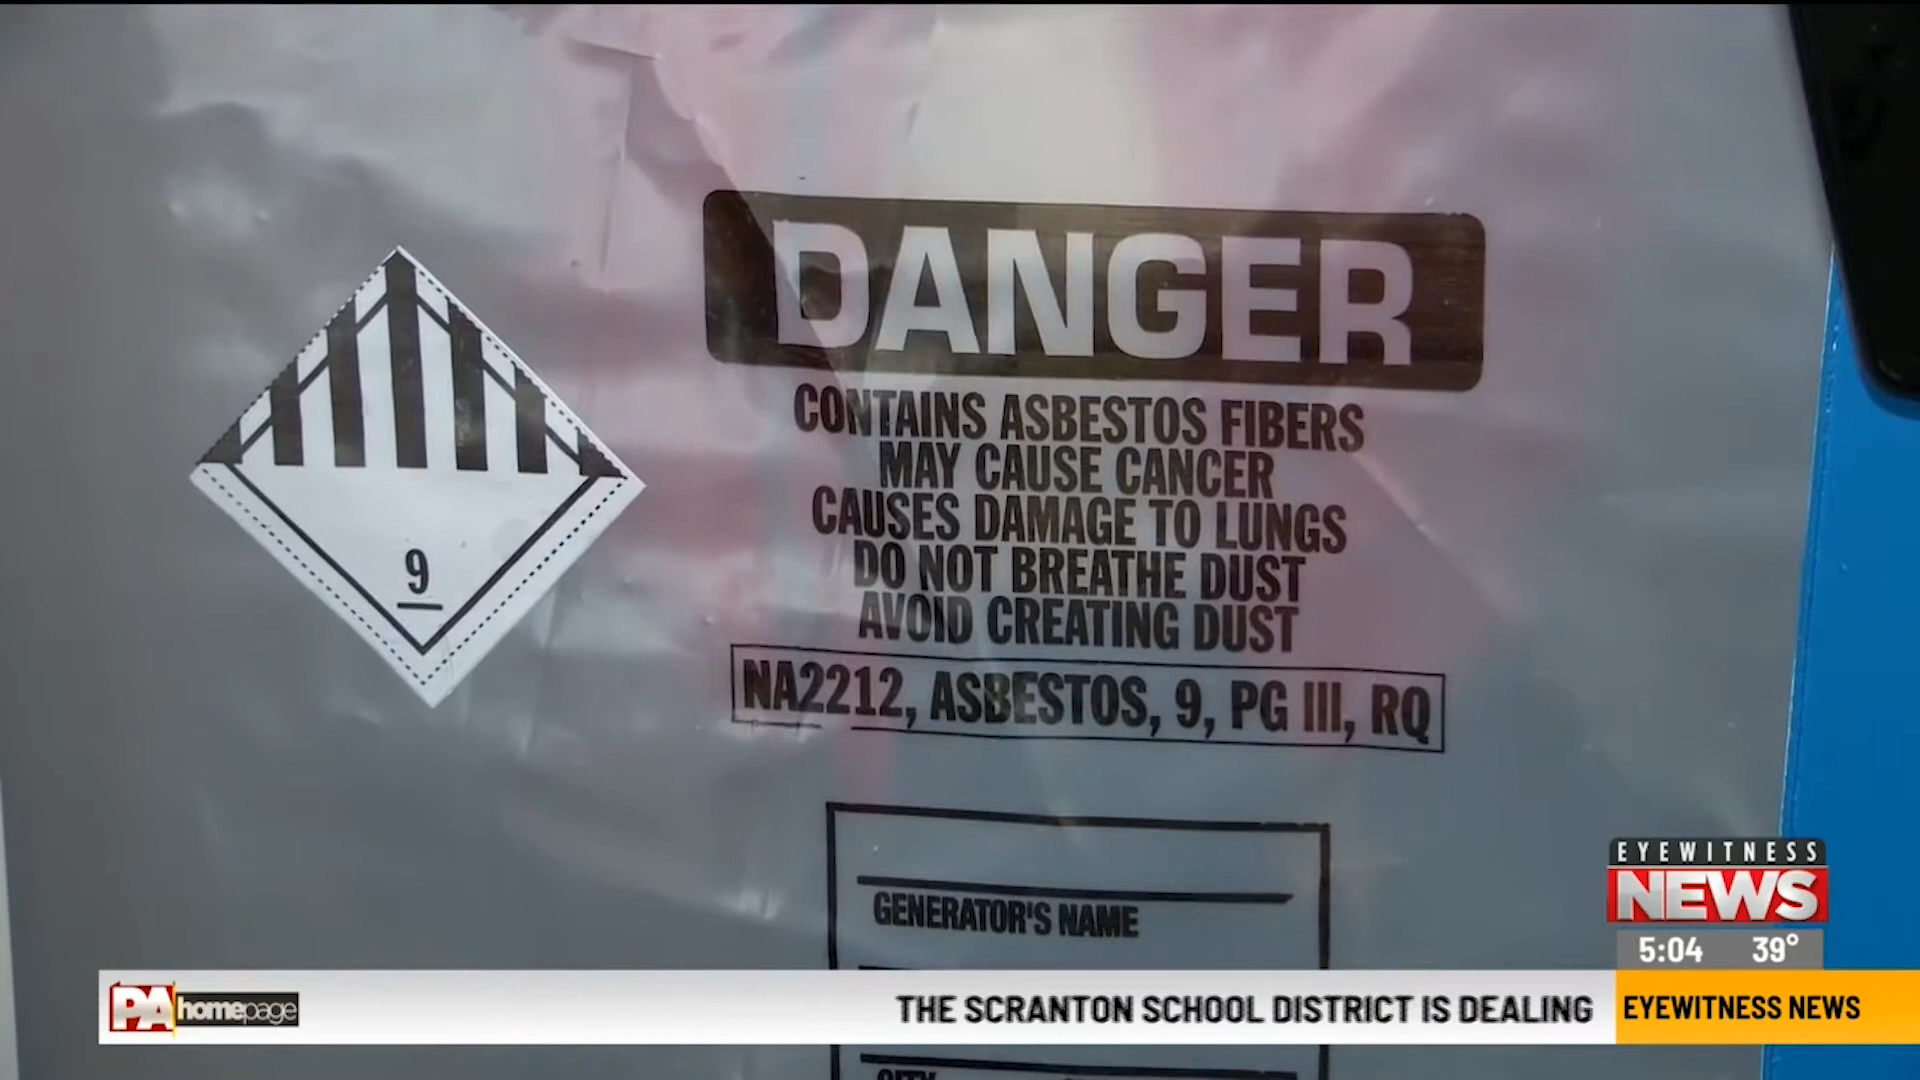 DANGER
CONTAINS ASBESTOS FIBERS
MAY CAUSE CANCER
CAUSES DAMAGE TO LUNGS
DO NOT BREATHE DUST
AVOID CREATING DUST
NA2212, ASBESTOS, 9, PG III, RQ
9
GENERATOR'S NAME
CITY
EYEWITNESS
NEWS
5:04 39°
PA homepage
THE SCRANTON SCHOOL DISTRICT IS DEALING
EYEWITNESS NEWS